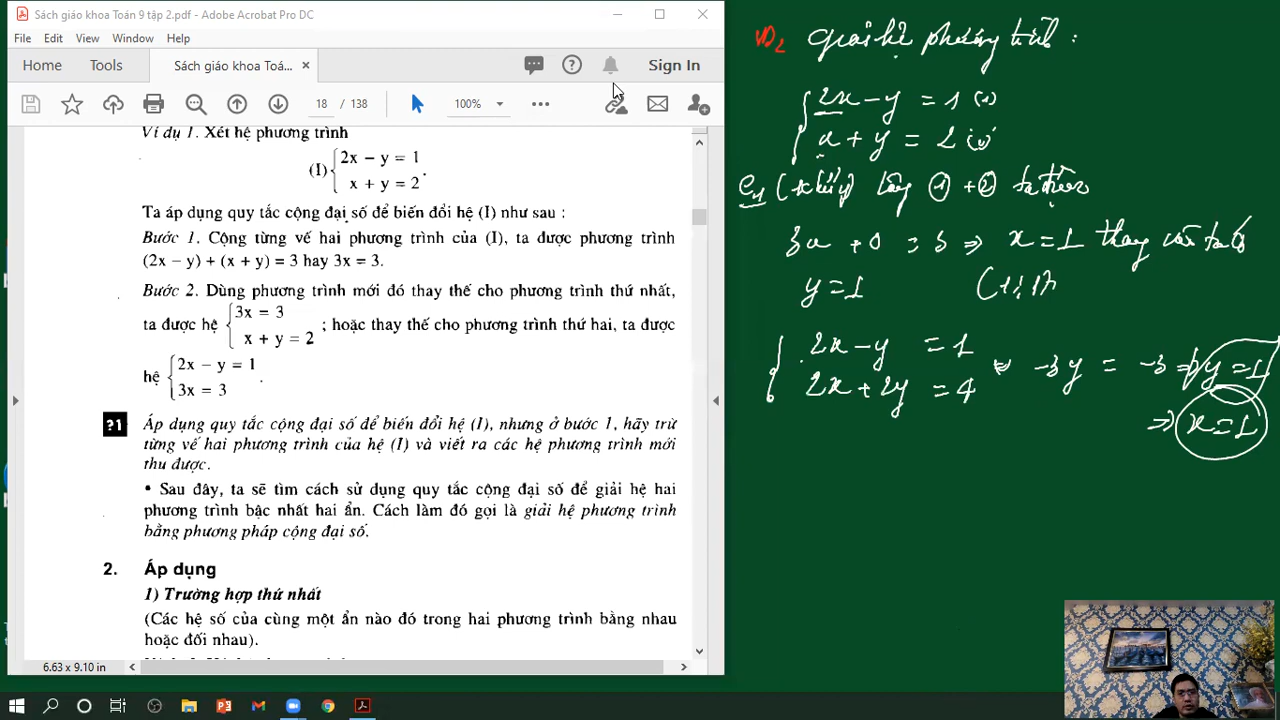 Sách giáo khoa Toán 9 tập 2.pdf - Adobe Acrobat Pro DC
File Edit View Window Help
Home Tools Sách giáo khoa Toá... × Sign In
18 / 138 100%
Ví dụ 1. Xét hệ phương trình
(I) { 2x – y = 1
x + y = 2 .
Ta áp dụng quy tắc cộng đại số để biến đổi hệ (I) như sau :
Bước 1. Cộng từng vế hai phương trình của (I), ta được phương trình
(2x – y) + (x + y) = 3 hay 3x = 3.
Bước 2. Dùng phương trình mới đó thay thế cho phương trình thứ nhất,
ta được hệ { 3x = 3
x + y = 2 ; hoặc thay thế cho phương trình thứ hai, ta được
hệ { 2x – y = 1
3x = 3 .
?1 Áp dụng quy tắc cộng đại số để biến đổi hệ (I), nhưng ở bước 1, hãy trừ
từng vế hai phương trình của hệ (I) và viết ra các hệ phương trình mới
thu được.
• Sau đây, ta sẽ tìm cách sử dụng quy tắc cộng đại số để giải hệ hai
phương trình bậc nhất hai ẩn. Cách làm đó gọi là giải hệ phương trình
bằng phương pháp cộng đại số.
2. Áp dụng
1) Trường hợp thứ nhất
(Các hệ số của cùng một ẩn nào đó trong hai phương trình bằng nhau
hoặc đối nhau).
6.63 x 9.10 in
VD2 giải hệ phương trình :
2x – y = 1 (1)
x + y = 2
lấy ① + ② ta được
3x + 0 = 3 ⇒ x = 1 thay vào ta có
y = 1 (1; 1)
2x – y = 1
2x + 2y = 4
–3y = –3 ⇒ y = 1
⇒ x = 1